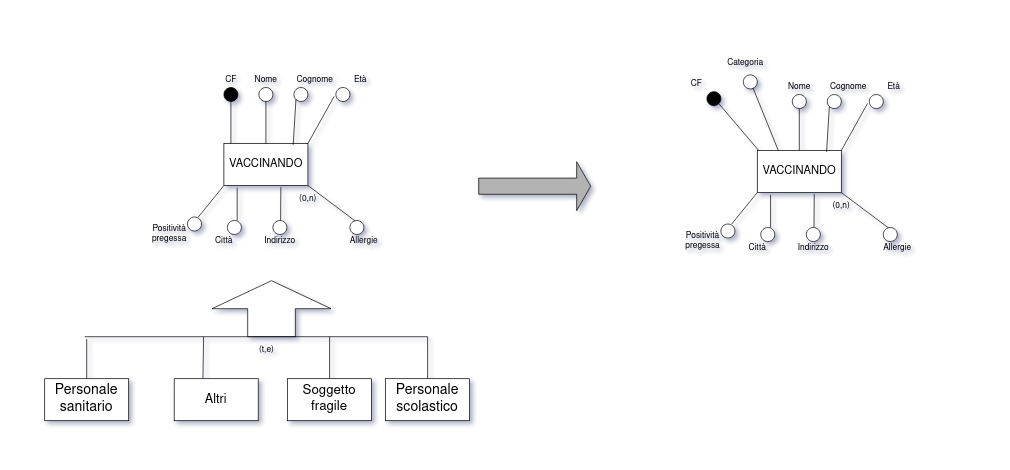 CF
Nome
Cognome
Età
VACCINANDO
(0,n)
Positività
pregessa
Città
Indirizzo
Allergie
(t,e)
Personale
sanitario
Altri
Soggetto
fragile
Personale
scolastico
Categoria
CF
Nome
Cognome
Età
VACCINANDO
(0,n)
Positività
pregessa
Città
Indirizzo
Allergie